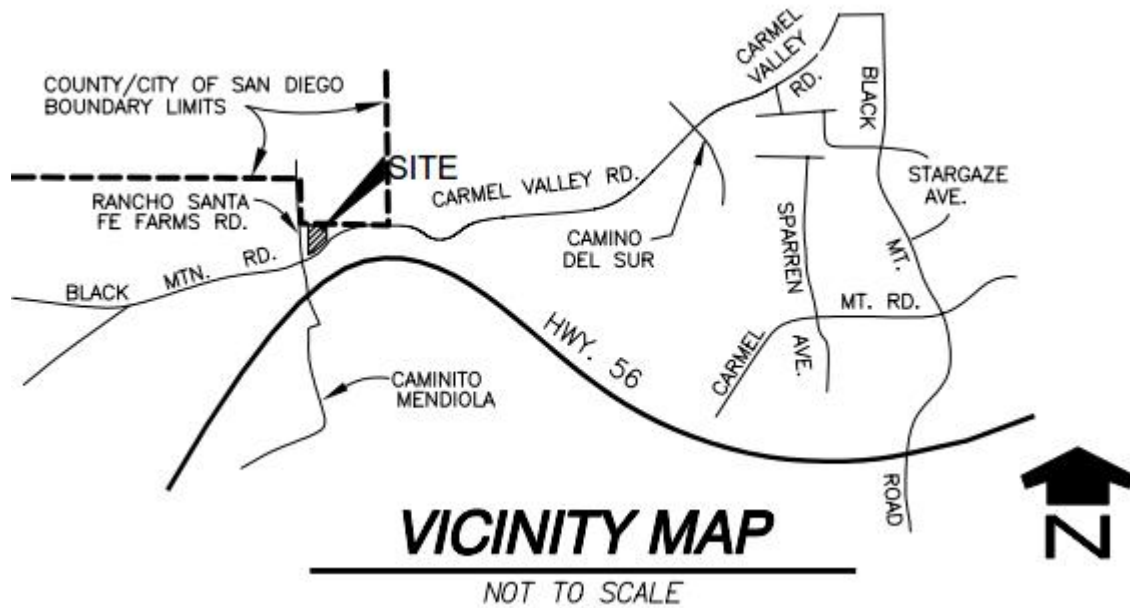 COUNTY/CITY OF SAN DIEGO
BOUNDARY LIMITS
SITE
RANCHO SANTA
FE FARMS RD.
BLACK MTN. RD.
CARMEL VALLEY RD.
CARMEL
VALLEY
RD.
BLACK
MT.
ROAD
STARGAZE
AVE.
CAMINO
DEL SUR
SPARREN
AVE.
CARMEL MT. RD.
HWY. 56
CAMINITO
MENDIOLA
VICINITY MAP
NOT TO SCALE
N